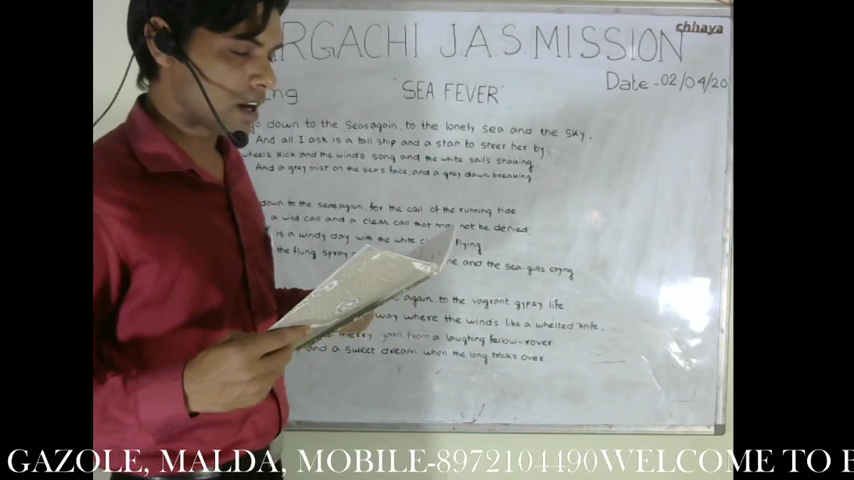 chhaya
RGACHI JAS MISSION
Date - 02/04/20
ng
"SEA FEVER"
go down to the seas again, to the lonely sea and the sky,
And all I ask is a tall ship and a star to steer her by
wheel's kick and the wind's song and the white sail's shaking
And a grey mist on the sea's face, and a grey dawn breaking
down to the seas again for the call of the running tide
a wild call and a clear call that may not be denied
is a windy day with the white flying
the flung spray and the sea-gulls crying
again to the vagrant gypsy life
way where the wind's like a whetted knife,
merry yarn from a laughing fellow-rover
and a sweet dream when the long trick's over
GAZOLE, MALDA, MOBILE-8972104490WELCOME TO